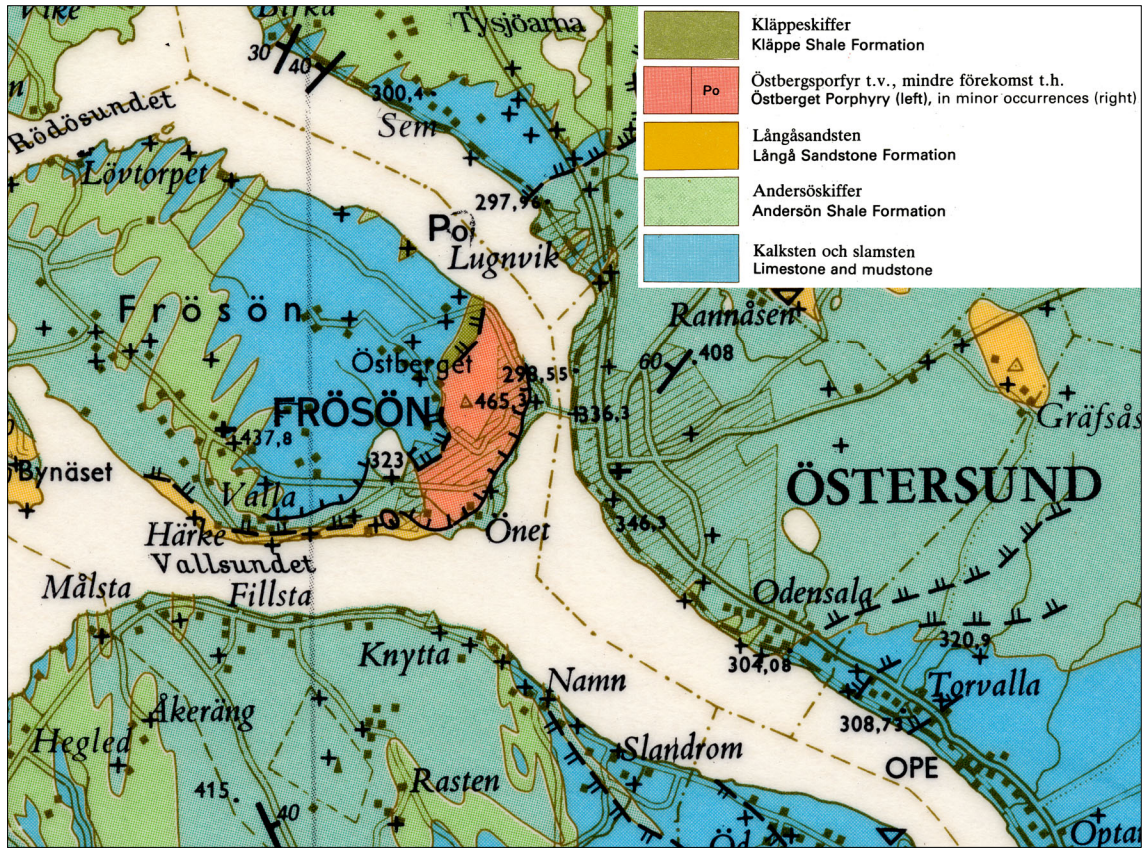 Vike
Birka
Tysjöarna
30
40
300,4
Sem
Rödösundet
Lövtorpet
297,96
Po
Lugnvik
Kläppeskiffer
Kläppe Shale Formation
Po
Östbergsporfyr t.v., mindre förekomst t.h.
Östberget Porphyry (left), in minor occurrences (right)
Långåsandsten
Långå Sandstone Formation
Andersöskiffer
Andersön Shale Formation
Kalksten och slamsten
Limestone and mudstone
Frösön
Rannåsen
Östberget
298,55
60
408
465,3
FRÖSÖN
336,3
Gräfsås
437,8
323
Bynäset
Valla
ÖSTERSUND
346,3
Härke
Önet
Vallsundet
Målsta
Fillsta
Odensala
Knytta
304,08
320,9
Namn
Torvalla
Åkeräng
308,73
Hegled
Slandrom
OPE
Rasten
415
40
Öd
Optan